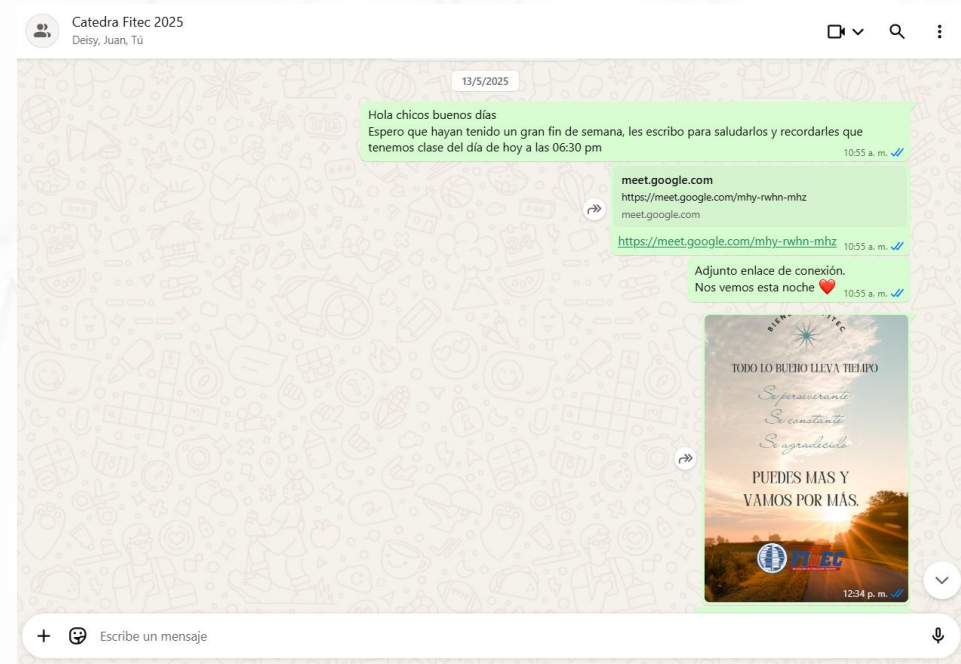 Catedra Fitec 2025
Deisy, Juan, Tú
13/5/2025
Hola chicos buenos días
Espero que hayan tenido un gran fin de semana, les escribo para saludarlos y recordarles que
tenemos clase del día de hoy a las 06:30 pm
10:55 a. m.
meet.google.com
https://meet.google.com/mhy-rwhn-mhz
meet.google.com
https://meet.google.com/mhy-rwhn-mhz
10:55 a. m.
Adjunto enlace de conexión.
Nos vemos esta noche ❤️
10:55 a. m.
TODO LO BUENO LLEVA TIEMPO
Se perseverante
Se constante
Se agradecido
PUEDES MAS Y
VAMOS POR MÁS.
FITEC
12:34 p. m.
Escribe un mensaje